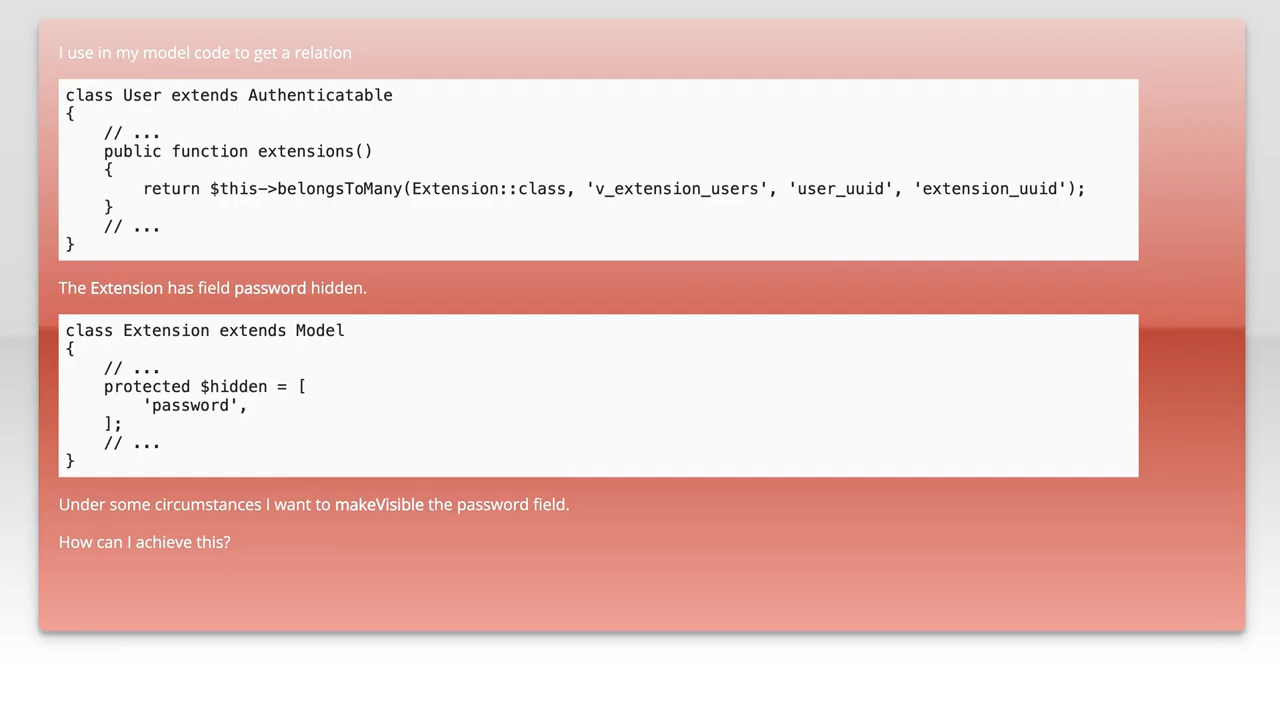 I use in my model code to get a relation
class User extends Authenticatable
{
    // ...
    public function extensions()
    {
        return $this->belongsToMany(Extension::class, 'v_extension_users', 'user_uuid', 'extension_uuid');
    }
    // ...
}
The Extension has field password hidden.
class Extension extends Model
{
    // ...
    protected $hidden = [
        'password',
    ];
    // ...
}
Under some circumstances I want to makeVisible the password field.
How can I achieve this?